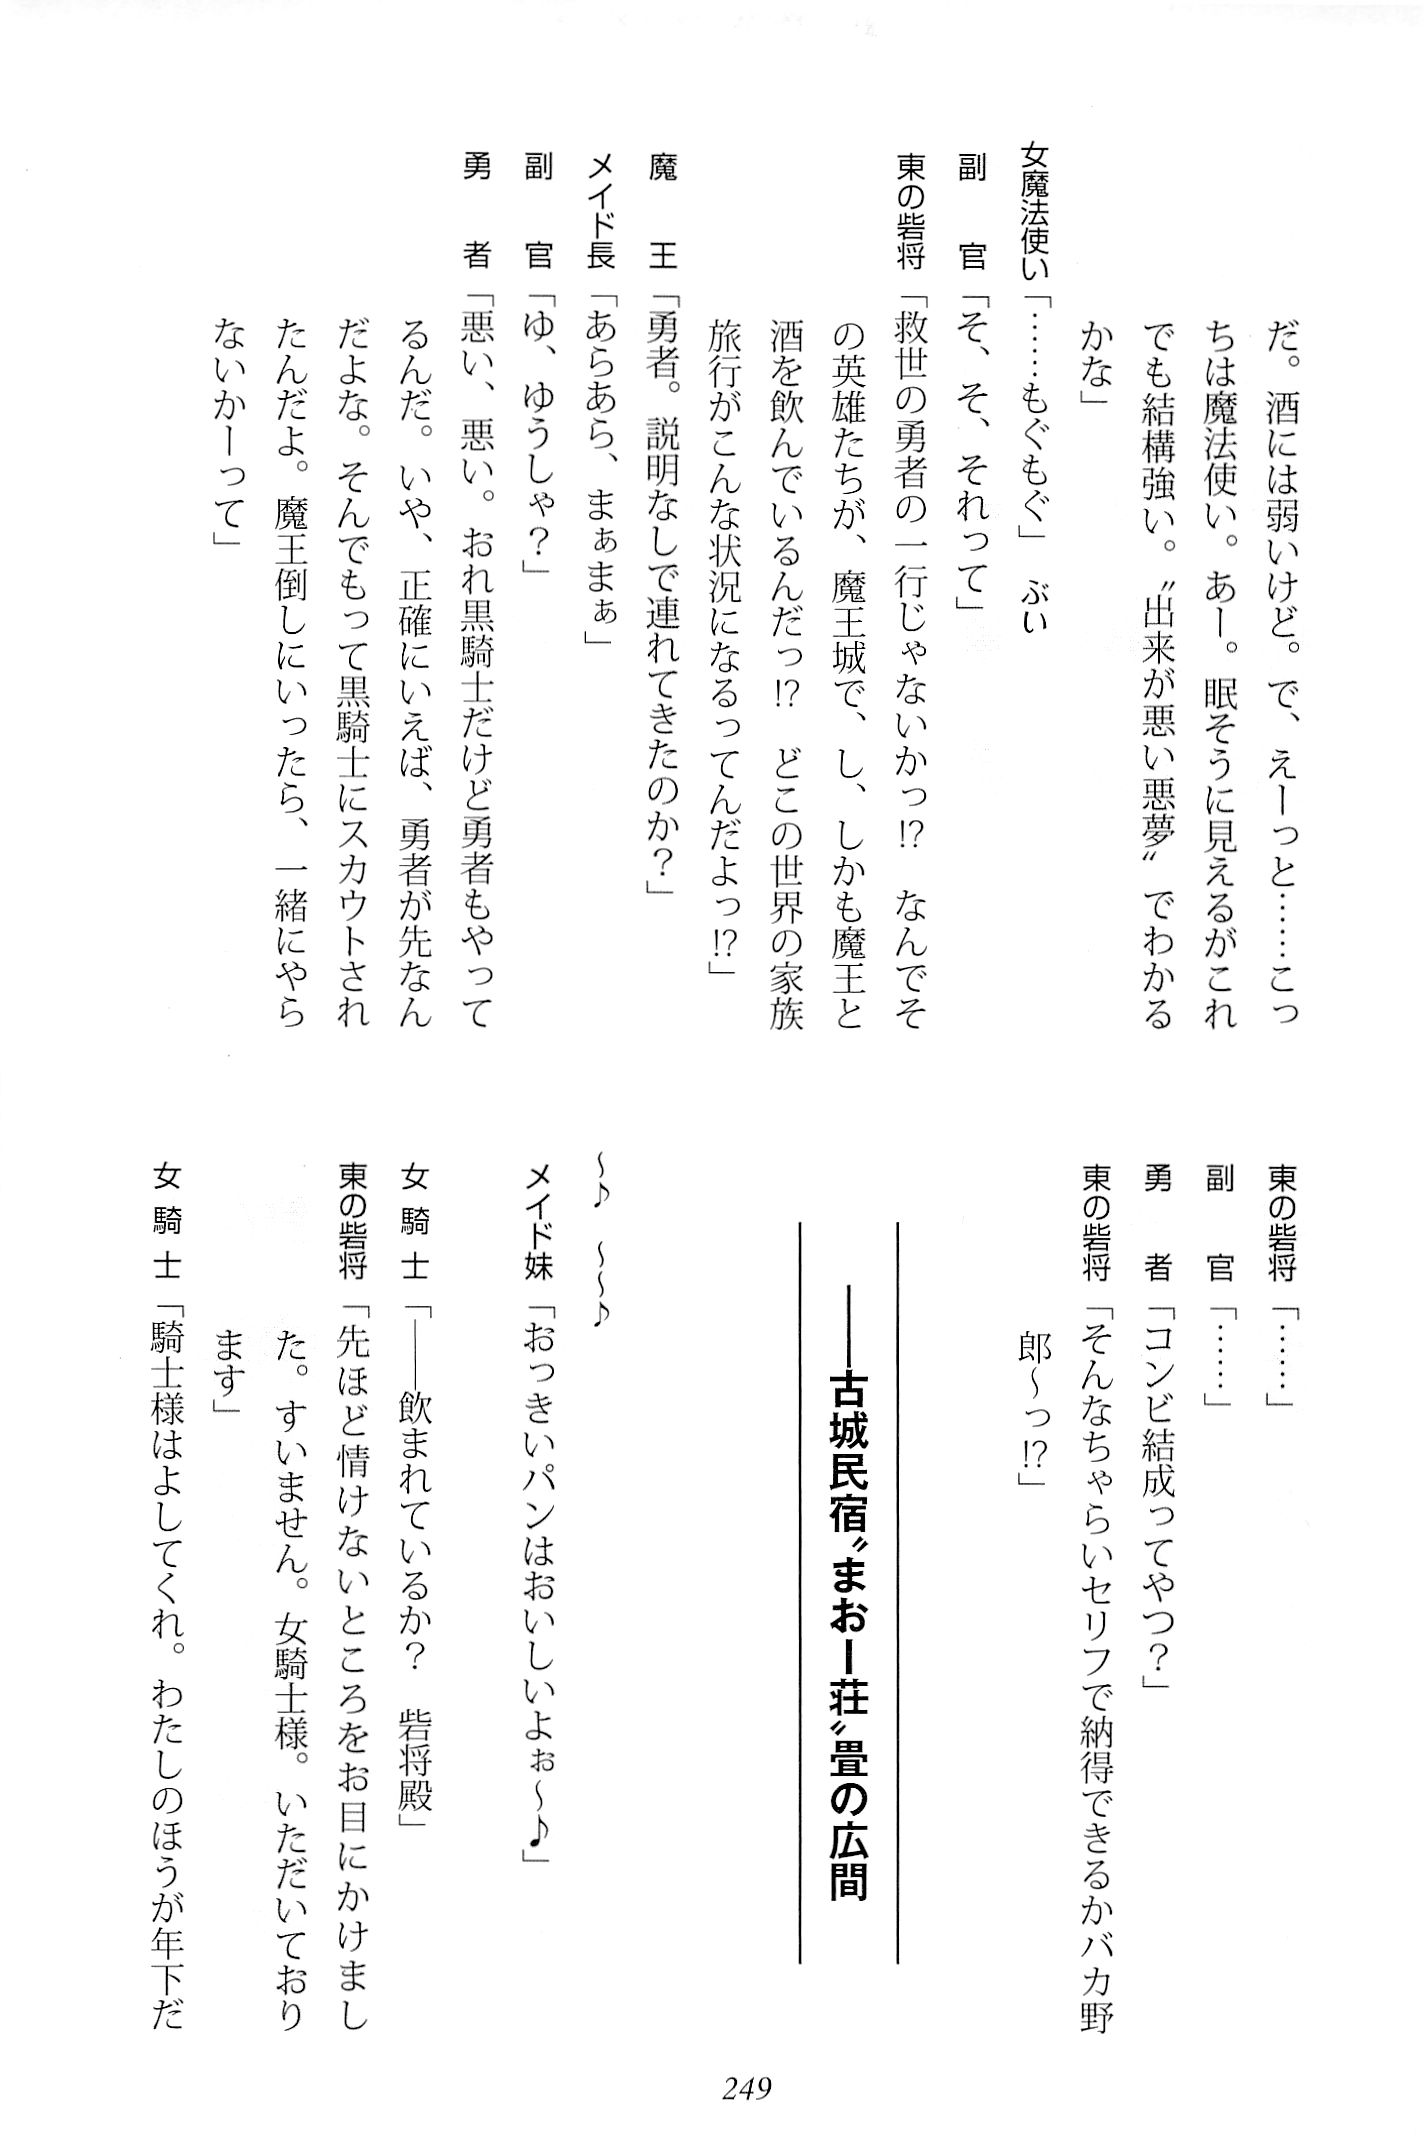 だ。酒には弱いけど。で、えーっと……こっ
ちは魔法使い。あー。眠そうに見えるがこれ
でも結構強い。〝出来が悪い悪夢〟でわかる
かな」
女魔法使い「……もぐもぐ」　ぶい
副　官「そ、そ、それって」
東の砦将「救世の勇者の一行じゃないかっ!?　なんでそ
の英雄たちが、魔王城で、し、しかも魔王と
酒を飲んでいるんだっ!?　どこの世界の家族
旅行がこんな状況になるってんだよっ!?」
魔　王「勇者。説明なしで連れてきたのか？」
メイド長「あらあら、まぁまぁ」
副　官「ゆ、ゆうしゃ？」
勇　者「悪い、悪い。おれ黒騎士だけど勇者もやって
るんだ。いや、正確にいえば、勇者が先なん
だよな。そんでもって黒騎士にスカウトされ
たんだよ。魔王倒しにいったら、一緒にやら
ないかーって」
東の砦将「……」
副　官「……」
勇　者「コンビ結成ってやつ？」
東の砦将「そんなちゃらいセリフで納得できるかバカ野
郎～っ!?」
――古城民宿〝まおー荘〟畳の広間
～♪　～～♪
メイド妹「おっきいパンはおいしいよぉ～♪」
女騎士「――飲まれているか？　砦将殿」
東の砦将「先ほど情けないところをお目にかけまし
た。すいません。女騎士様。いただいており
ます」
女騎士「騎士様はよしてくれ。わたしのほうが年下だ
249